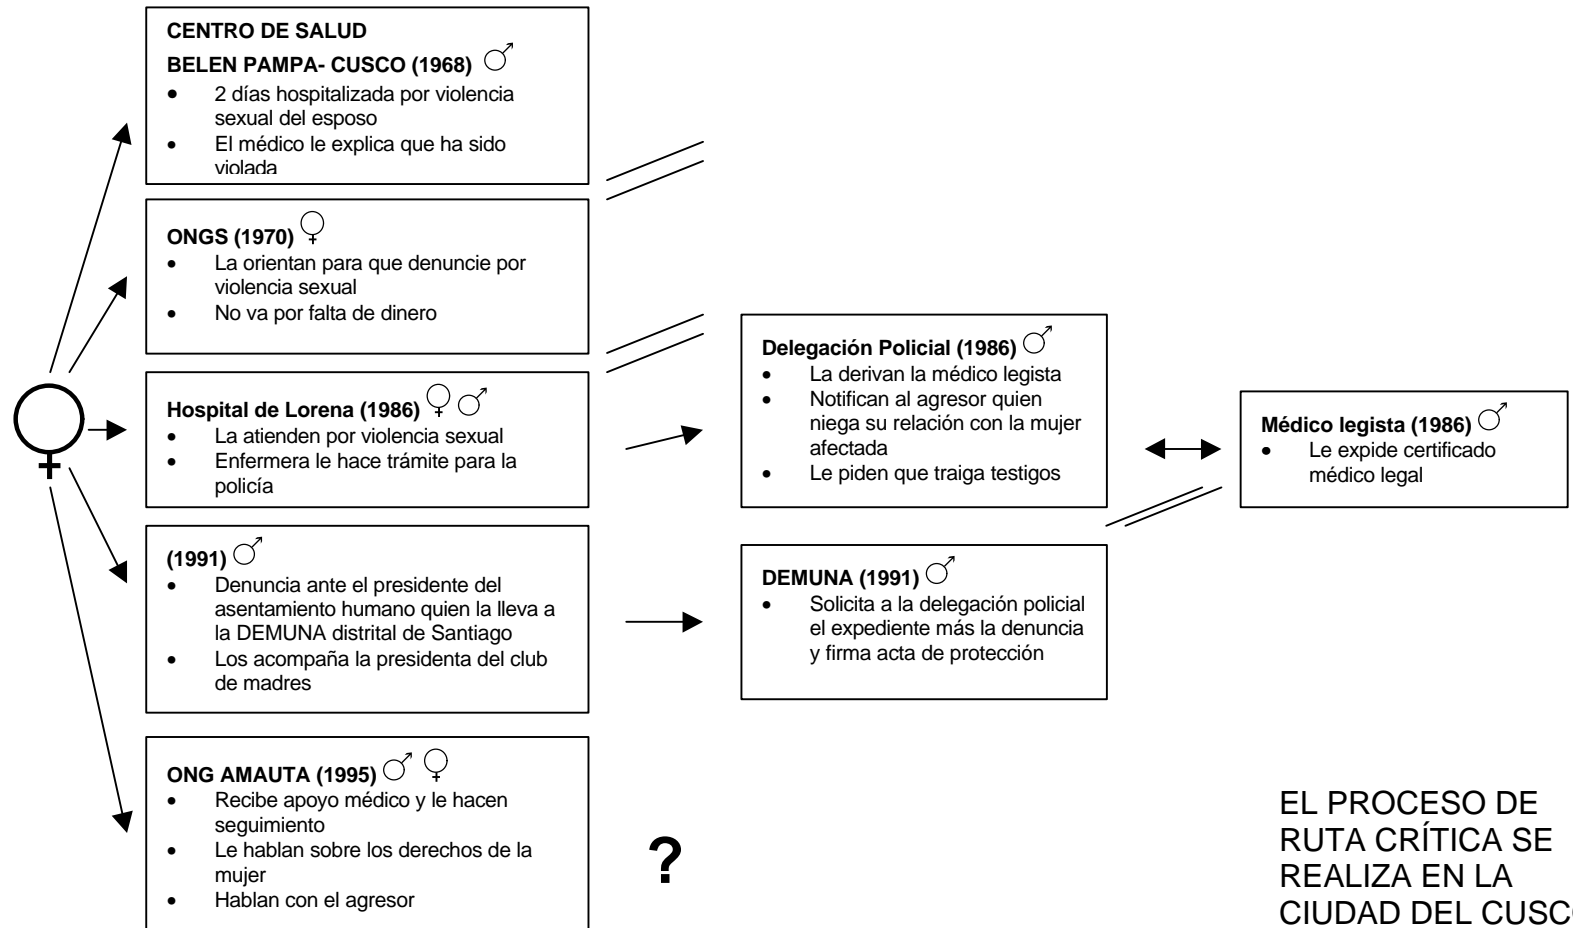 CENTRO DE SALUD
BELEN PAMPA- CUSCO (1968)
• 2 días hospitalizada por violencia
sexual del esposo
• El médico le explica que ha sido
violada
ONGS (1970)
• La orientan para que denuncie por
violencia sexual
• No va por falta de dinero
Hospital de Lorena (1986)
• La atienden por violencia sexual
• Enfermera le hace trámite para la
policía
(1991)
• Denuncia ante el presidente del
asentamiento humano quien la lleva a
la DEMUNA distrital de Santiago
• Los acompaña la presidenta del club
de madres
ONG AMAUTA (1995)
• Recibe apoyo médico y le hacen
seguimiento
• Le hablan sobre los derechos de la
mujer
• Hablan con el agresor
?
Delegación Policial (1986)
• La derivan la médico legista
• Notifican al agresor quien
niega su relación con la mujer
afectada
• Le piden que traiga testigos
DEMUNA (1991)
• Solicita a la delegación policial
el expediente más la denuncia
y firma acta de protección
Médico legista (1986)
• Le expide certificado
médico legal
EL PROCESO DE
RUTA CRÍTICA SE
REALIZA EN LA
CIUDAD DEL CUSCO